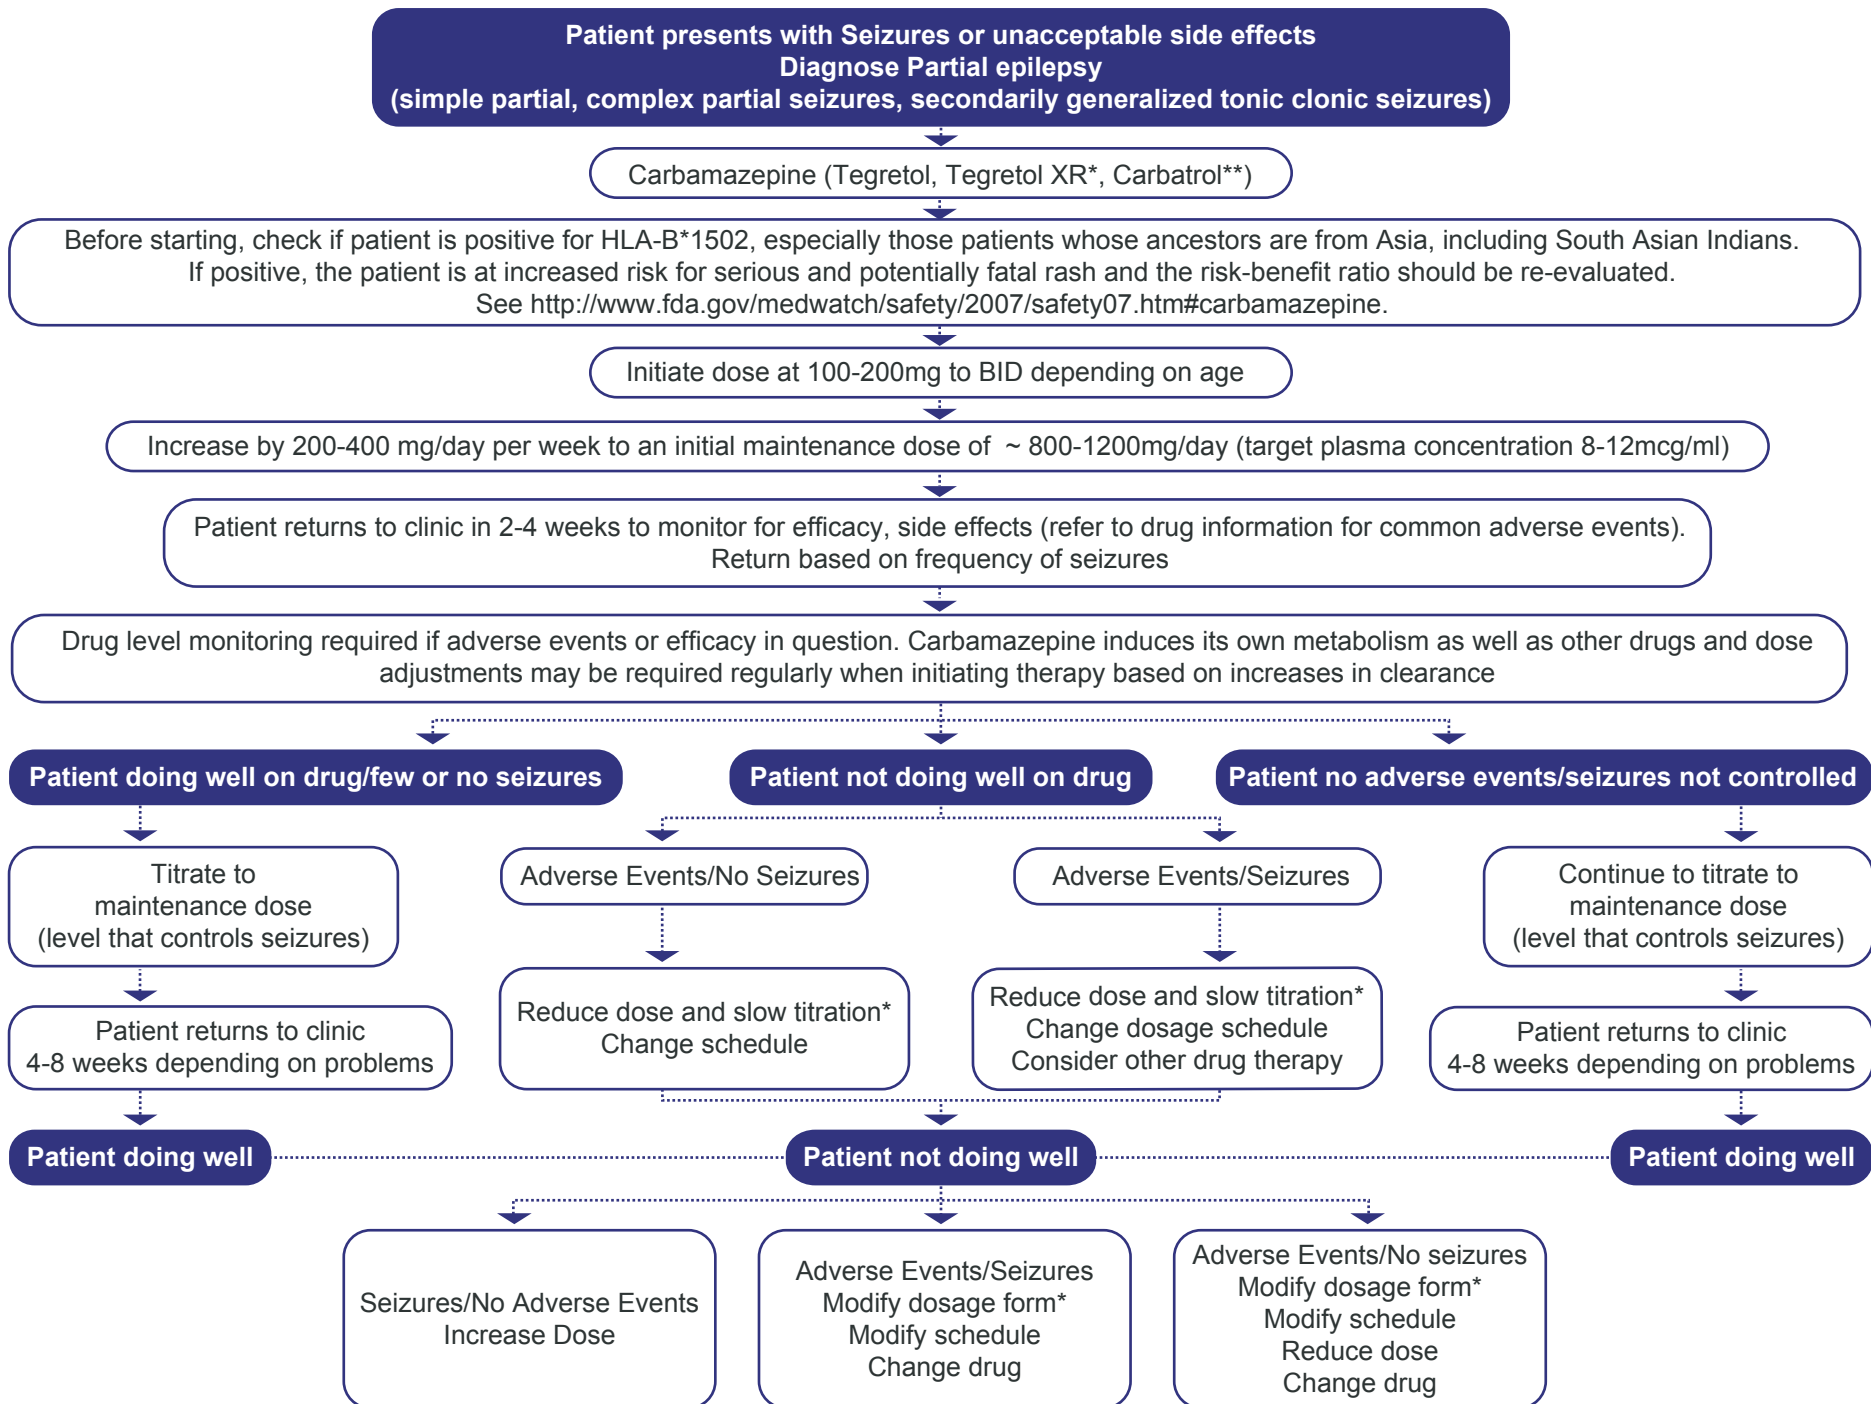 Patient presents with Seizures or unacceptable side effects
Diagnose Partial epilepsy
(simple partial, complex partial seizures, secondarily generalized tonic clonic seizures)
Carbamazepine (Tegretol, Tegretol XR*, Carbatrol**)
Before starting, check if patient is positive for HLA-B*1502, especially those patients whose ancestors are from Asia, including South Asian Indians.
If positive, the patient is at increased risk for serious and potentially fatal rash and the risk-benefit ratio should be re-evaluated.
See http://www.fda.gov/medwatch/safety/2007/safety07.htm#carbamazepine.
Initiate dose at 100-200mg to BID depending on age
Increase by 200-400 mg/day per week to an initial maintenance dose of ~ 800-1200mg/day (target plasma concentration 8-12mcg/ml)
Patient returns to clinic in 2-4 weeks to monitor for efficacy, side effects (refer to drug information for common adverse events).
Return based on frequency of seizures
Drug level monitoring required if adverse events or efficacy in question. Carbamazepine induces its own metabolism as well as other drugs and dose
adjustments may be required regularly when initiating therapy based on increases in clearance
Patient doing well on drug/few or no seizures
Patient not doing well on drug
Patient no adverse events/seizures not controlled
Titrate to
maintenance dose
(level that controls seizures)
Adverse Events/No Seizures
Adverse Events/Seizures
Continue to titrate to
maintenance dose
(level that controls seizures)
Patient returns to clinic
4-8 weeks depending on problems
Reduce dose and slow titration*
Change schedule
Reduce dose and slow titration*
Change dosage schedule
Consider other drug therapy
Patient returns to clinic
4-8 weeks depending on problems
Patient doing well
Patient not doing well
Patient doing well
Seizures/No Adverse Events
Increase Dose
Adverse Events/Seizures
Modify dosage form*
Modify schedule
Change drug
Adverse Events/No seizures
Modify dosage form*
Modify schedule
Reduce dose
Change drug